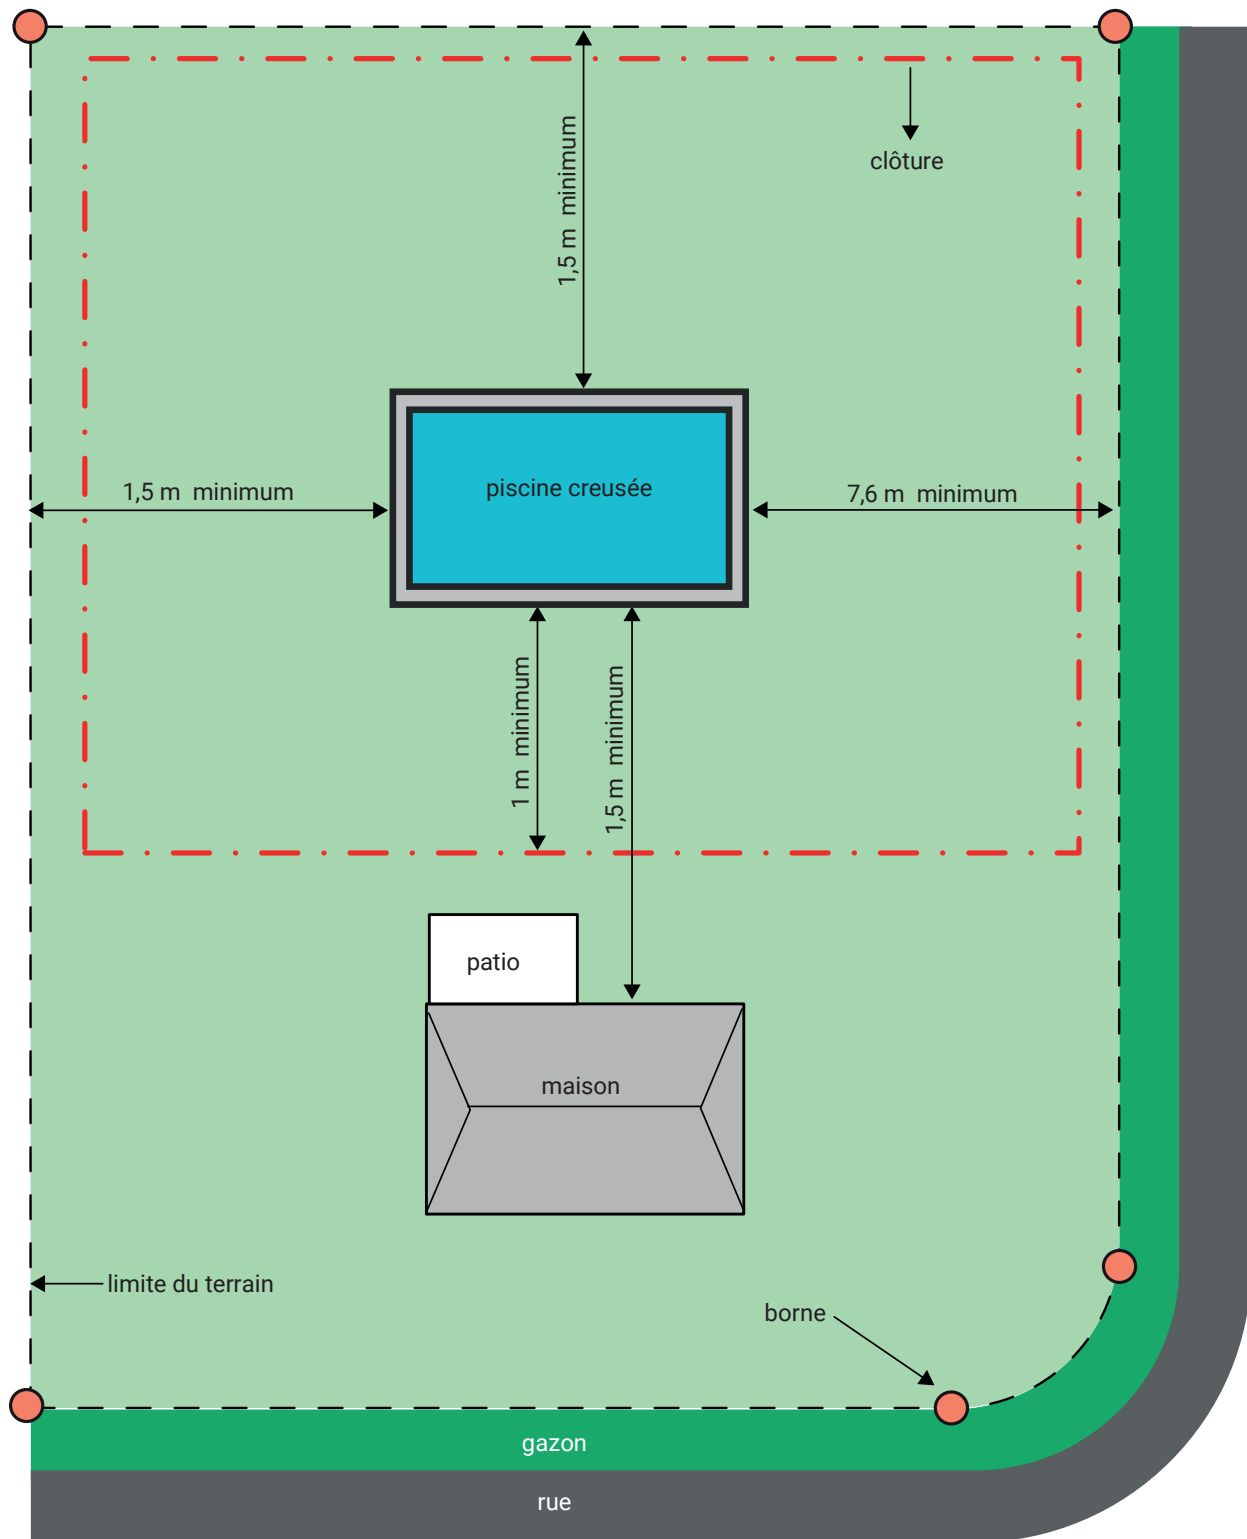 1,5 m minimum
clôture
piscine creusée
1,5 m minimum
7,6 m minimum
1 m minimum
1,5 m minimum
patio
maison
limite du terrain
borne
gazon
rue